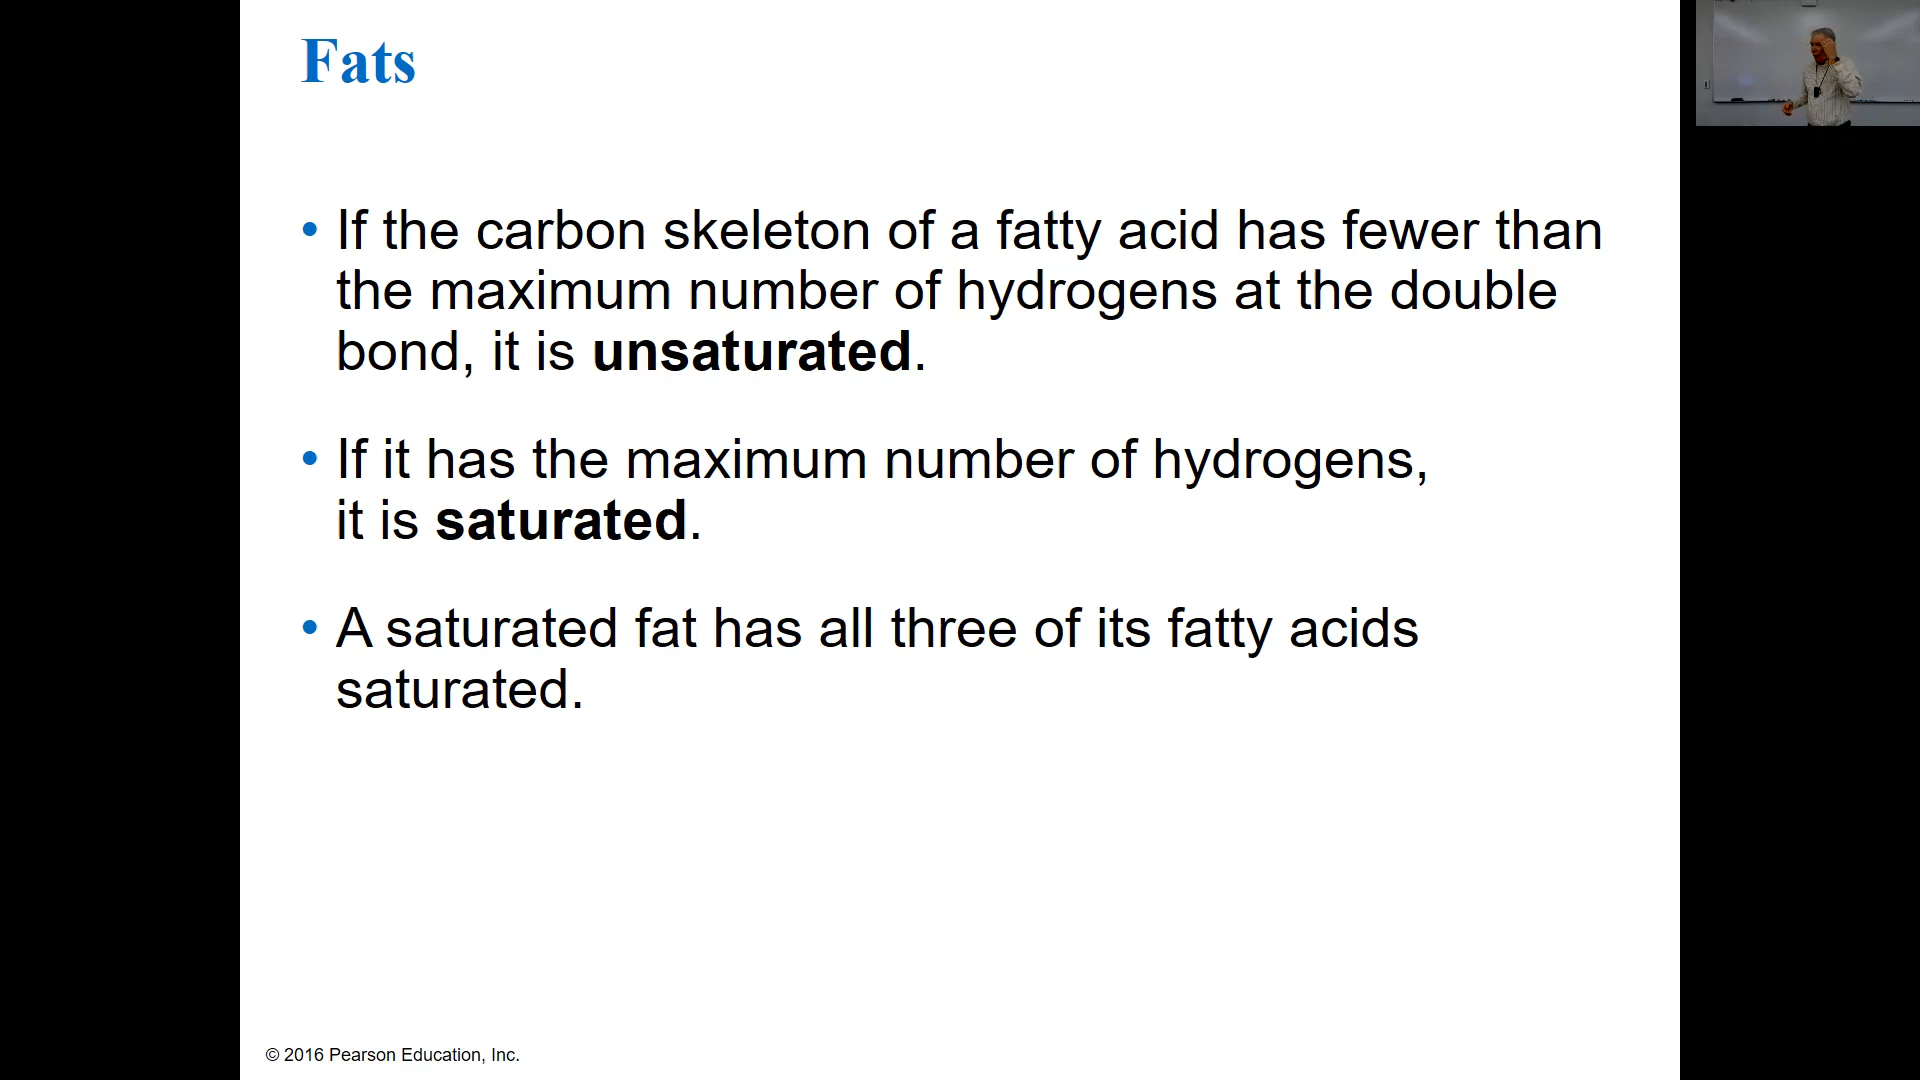 Fats
• If the carbon skeleton of a fatty acid has fewer than
the maximum number of hydrogens at the double
bond, it is unsaturated.
• If it has the maximum number of hydrogens,
it is saturated.
• A saturated fat has all three of its fatty acids
saturated.
© 2016 Pearson Education, Inc.